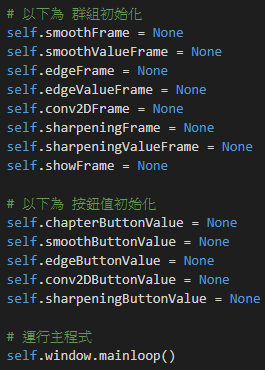 # 以下為 群組初始化
self.smoothFrame = None
self.smoothValueFrame = None
self.edgeFrame = None
self.edgeValueFrame = None
self.conv2DFrame = None
self.sharpeningFrame = None
self.sharpeningValueFrame = None
self.showFrame = None
# 以下為 按鈕值初始化
self.chapterButtonValue = None
self.smoothButtonValue = None
self.edgeButtonValue = None
self.conv2DButtonValue = None
self.sharpeningButtonValue = None
# 運行主程式
self.window.mainloop()